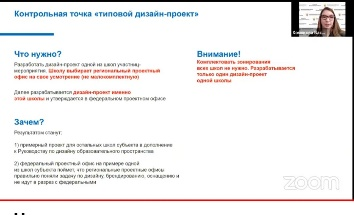 Контрольная точка «типовой дизайн-проект»
Что нужно?
Разработать дизайн-проект одной из школ участниц
мероприятия. Школу выбирает региональный проектный
офис на свое усмотрение (не малокомплектную)
Далее разрабатывается дизайн-проект именно
этой школы и утверждается в федеральном проектном офисе
Зачем?
Результатом станут:
1) примерный проект для остальных школ субъекта в дополнение
к Руководству по дизайну образовательного пространства
2) федеральный проектный офис на примере одной
из школ субъекта поймет, что региональные проектные офисы
правильно поняли задачу по дизайну, брендированию, оснащению и
не идут в разрез с федеральными
Внимание!
Комплектовать зонирования
всех школ не нужно. Разрабатывается
только один дизайн-проект
одной школы
zoom